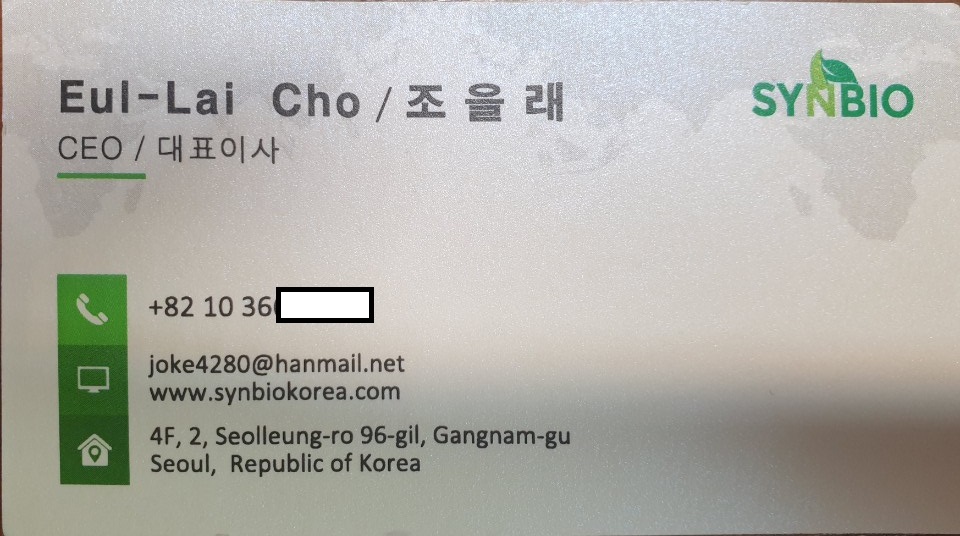 Eul-Lai Cho / 조을래
SYNBIO
CEO / 대표이사
+82 10 36
joke4280@hanmail.net
www.synbiokorea.com
4F, 2, Seolleung-ro 96-gil, Gangnam-gu
Seoul, Republic of Korea